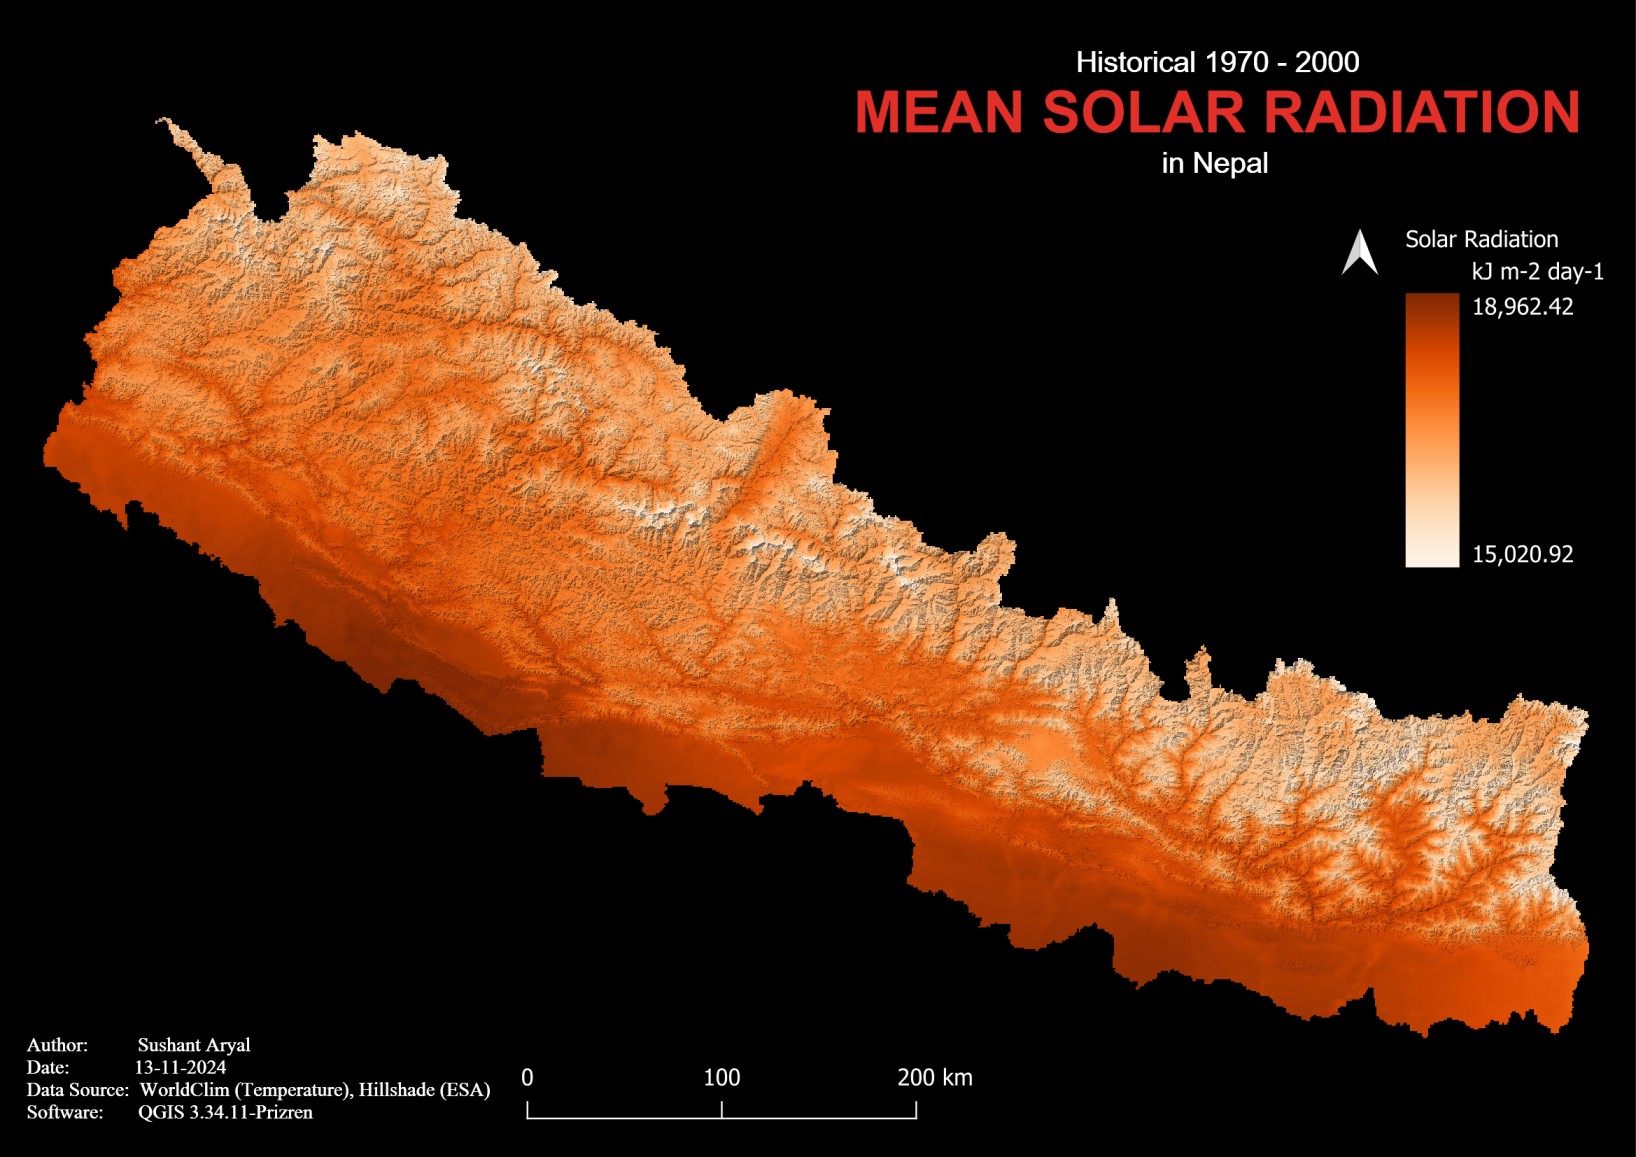 Historical 1970 - 2000
MEAN SOLAR RADIATION
in Nepal
Solar Radiation
kJ m-2 day-1
18,962.42
15,020.92
Author: Sushant Aryal
Date: 13-11-2024
Data Source: WorldClim (Temperature), Hillshade (ESA)
Software: QGIS 3.34.11-Prizren
0 100 200 km